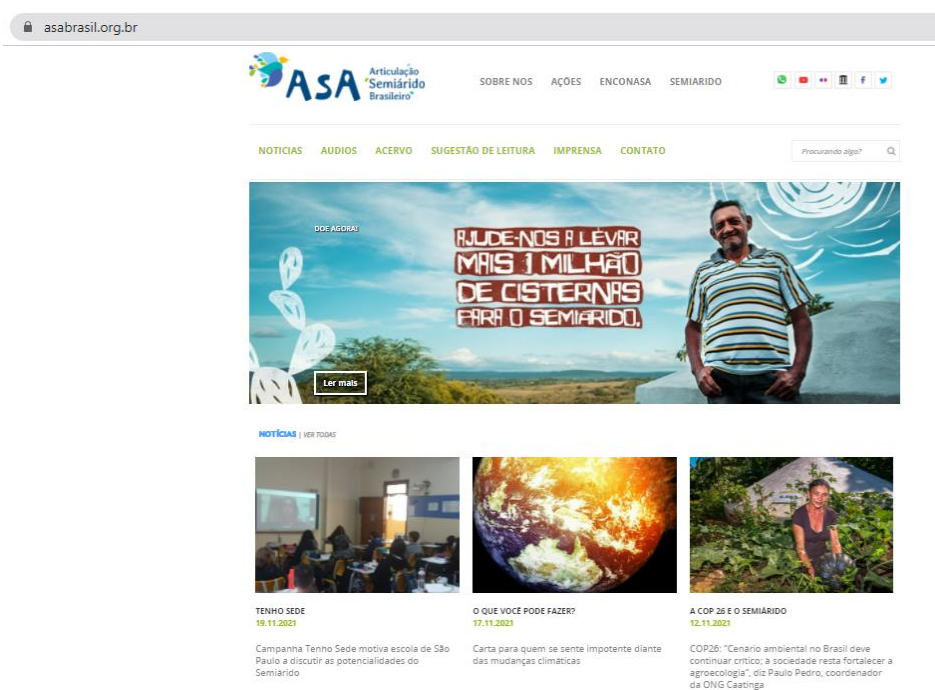 asabrasil.org.br
ASA Articulação
Semiárido
Brasileiro
SOBRE NOS AÇÕES ENCONASA SEMIARIDO
NOTICIAS AUDIOS ACERVO SUGESTÃO DE LEITURA IMPRENSA CONTATO
Procurando algo?
DOE AGORA!
AJUDE-NOS A LEVAR
MAIS 1 MILHÃO
DE CISTERNAS
PARA O SEMIÁRIDO.
Ler mais
NOTÍCIAS | VER TODAS
TENHO SEDE
19.11.2021
Campanha Tenho Sede motiva escola de São
Paulo a discutir as potencialidades do
Semiárido
O QUE VOCÊ PODE FAZER?
17.11.2021
Carta para quem se sente impotente diante
das mudanças climáticas
A COP 26 E O SEMIÁRIDO
12.11.2021
COP26: "Cenário ambiental no Brasil deve
continuar crítico; à sociedade resta fortalecer a
agroecologia", diz Paulo Pedro, coordenador
da ONG Caatinga